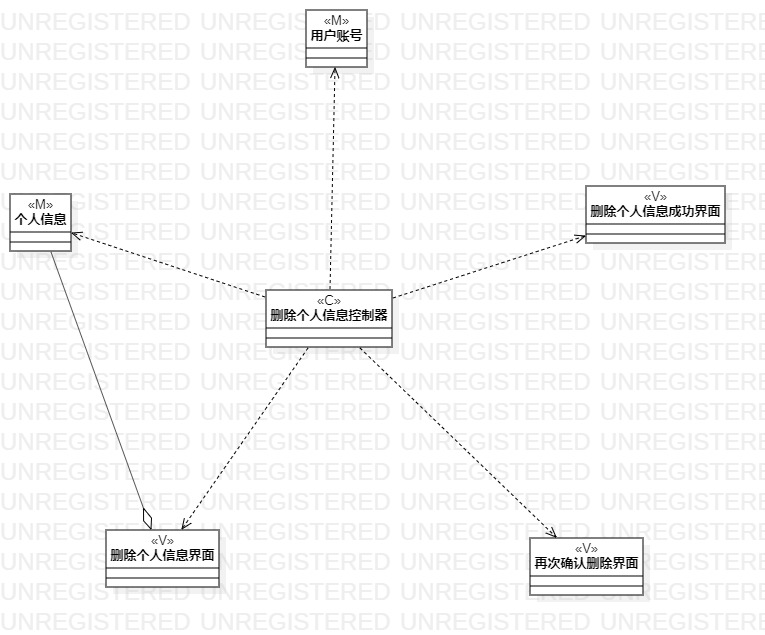 «M»
用户账号
«M»
个人信息
«V»
删除个人信息成功界面
«C»
删除个人信息控制器
«V»
删除个人信息界面
«V»
再次确认删除界面
UNREGISTERED UNREGISTERED UNREGISTERED UNREGISTERED